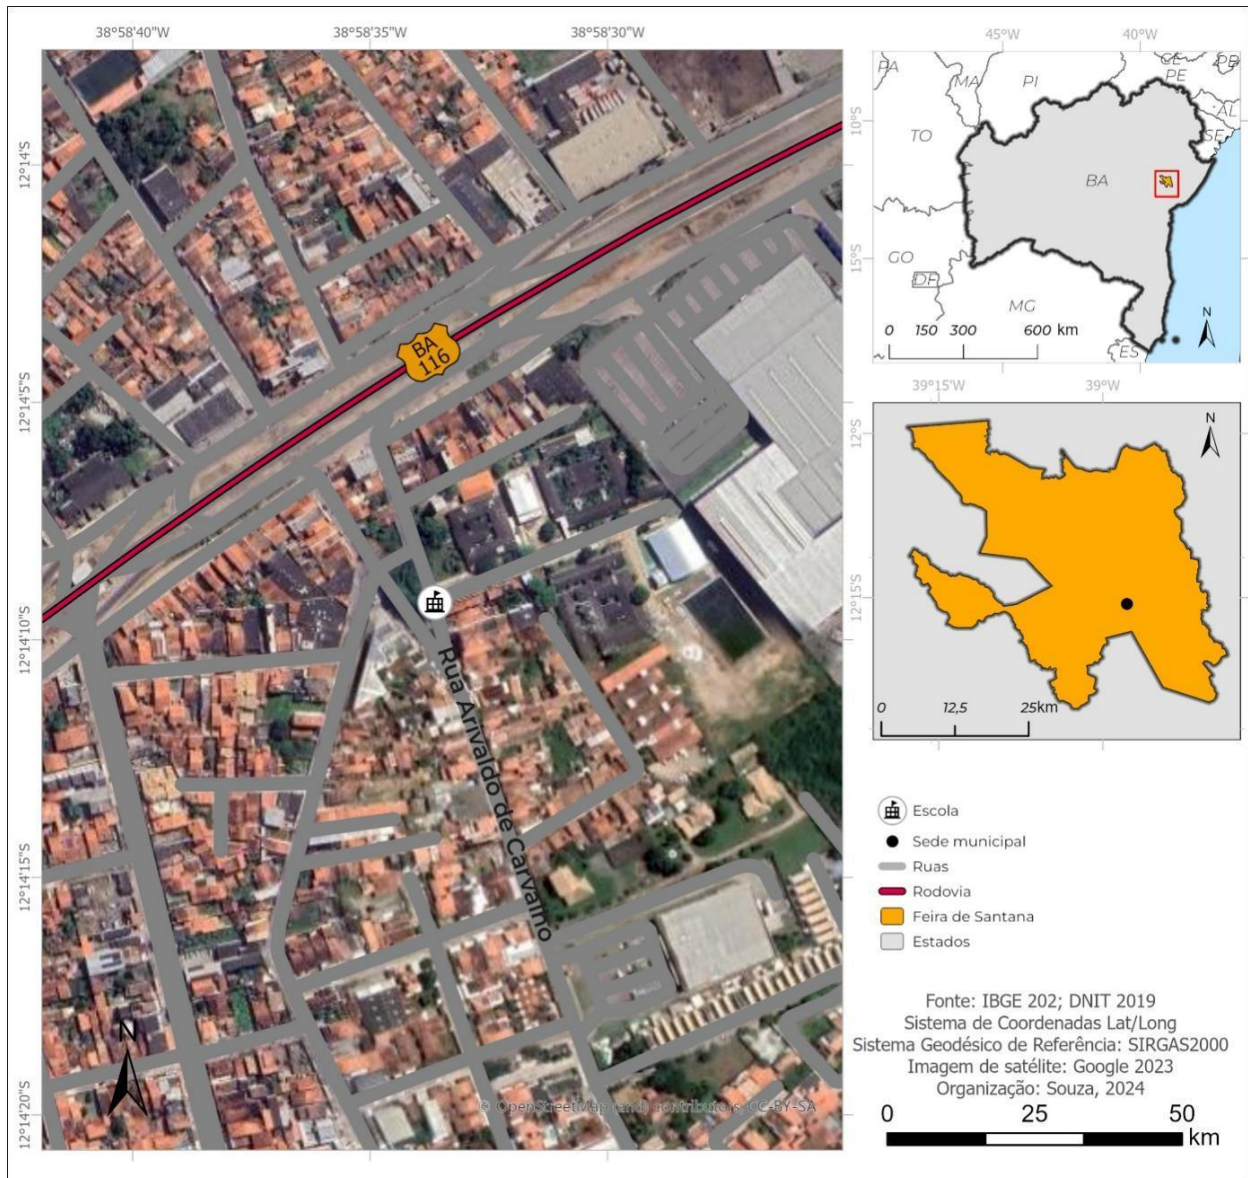 38°58'40"W 38°58'35"W 38°58'30"W
12°14'S
12°14'5"S
12°14'10"S
12°14'15"S
12°14'20"S
BA
116
Rua Arivaldo de Carvalho
N
© OpenStreetMap (and) contributors, CC-BY-SA
45°W 40°W
PA
MA
PI
CE
PE
PB
AL
SE
TO
BA
GO
DF
MG
ES
10°S
15°S
0 150 300 600 km
N
39°15'W 39°W
12°S
12°15'S
N
0 12,5 25km
Escola
Sede municipal
Ruas
Rodovia
Feira de Santana
Estados
Fonte: IBGE 202; DNIT 2019
Sistema de Coordenadas Lat/Long
Sistema Geodésico de Referência: SIRGAS2000
Imagem de satélite: Google 2023
Organização: Souza, 2024
0 25 50
km